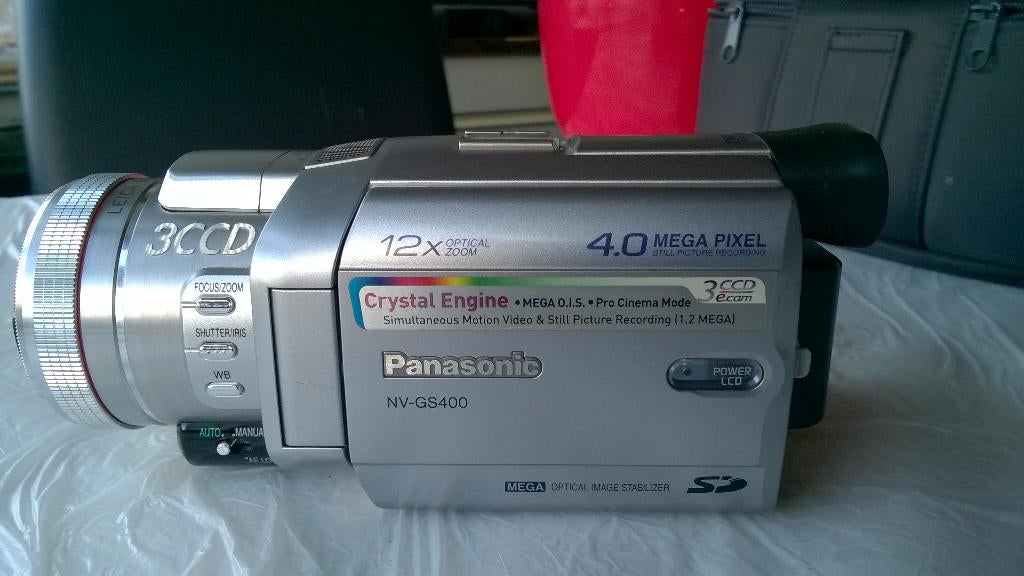 LEICA
3CCD
FOCUS/ZOOM
SHUTTER/IRIS
WB
AUTO
MANUAL
12x OPTICAL ZOOM
4.0 MEGA PIXEL
STILL PICTURE RECORDING
Crystal Engine • MEGA O.I.S. • Pro Cinema Mode
3CCD e.cam
Simultaneous Motion Video & Still Picture Recording (1.2 MEGA)
Panasonic
POWER LCD
NV-GS400
MEGA OPTICAL IMAGE STABILIZER
SD